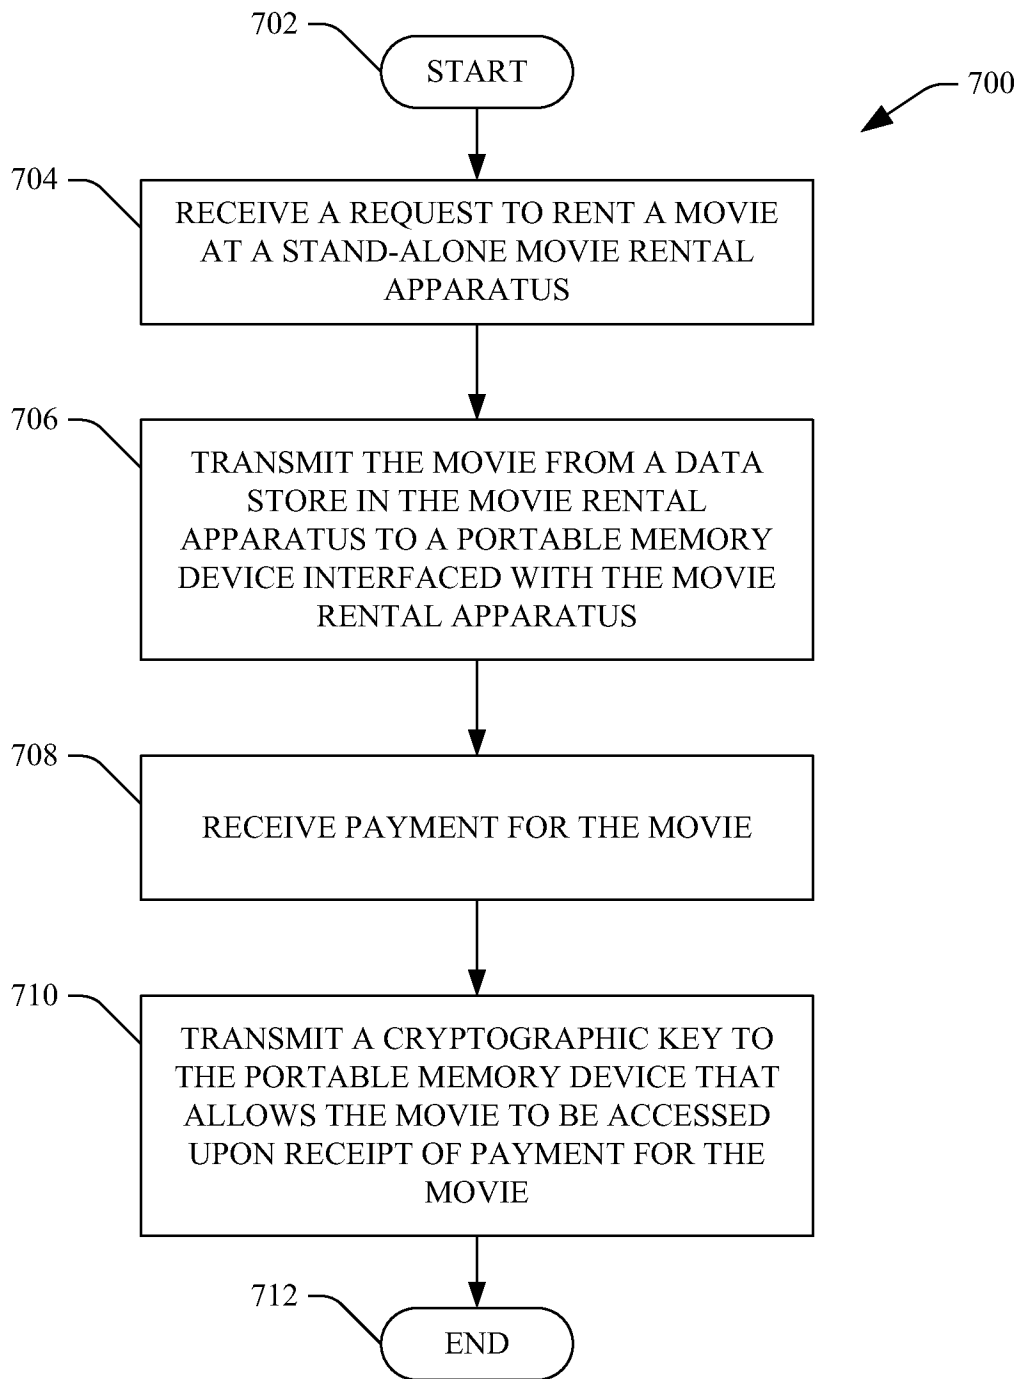 702
START
700
704
RECEIVE A REQUEST TO RENT A MOVIE
AT A STAND-ALONE MOVIE RENTAL
APPARATUS
706
TRANSMIT THE MOVIE FROM A DATA
STORE IN THE MOVIE RENTAL
APPARATUS TO A PORTABLE MEMORY
DEVICE INTERFACED WITH THE MOVIE
RENTAL APPARATUS
708
RECEIVE PAYMENT FOR THE MOVIE
710
TRANSMIT A CRYPTOGRAPHIC KEY TO
THE PORTABLE MEMORY DEVICE THAT
ALLOWS THE MOVIE TO BE ACCESSED
UPON RECEIPT OF PAYMENT FOR THE
MOVIE
712
END